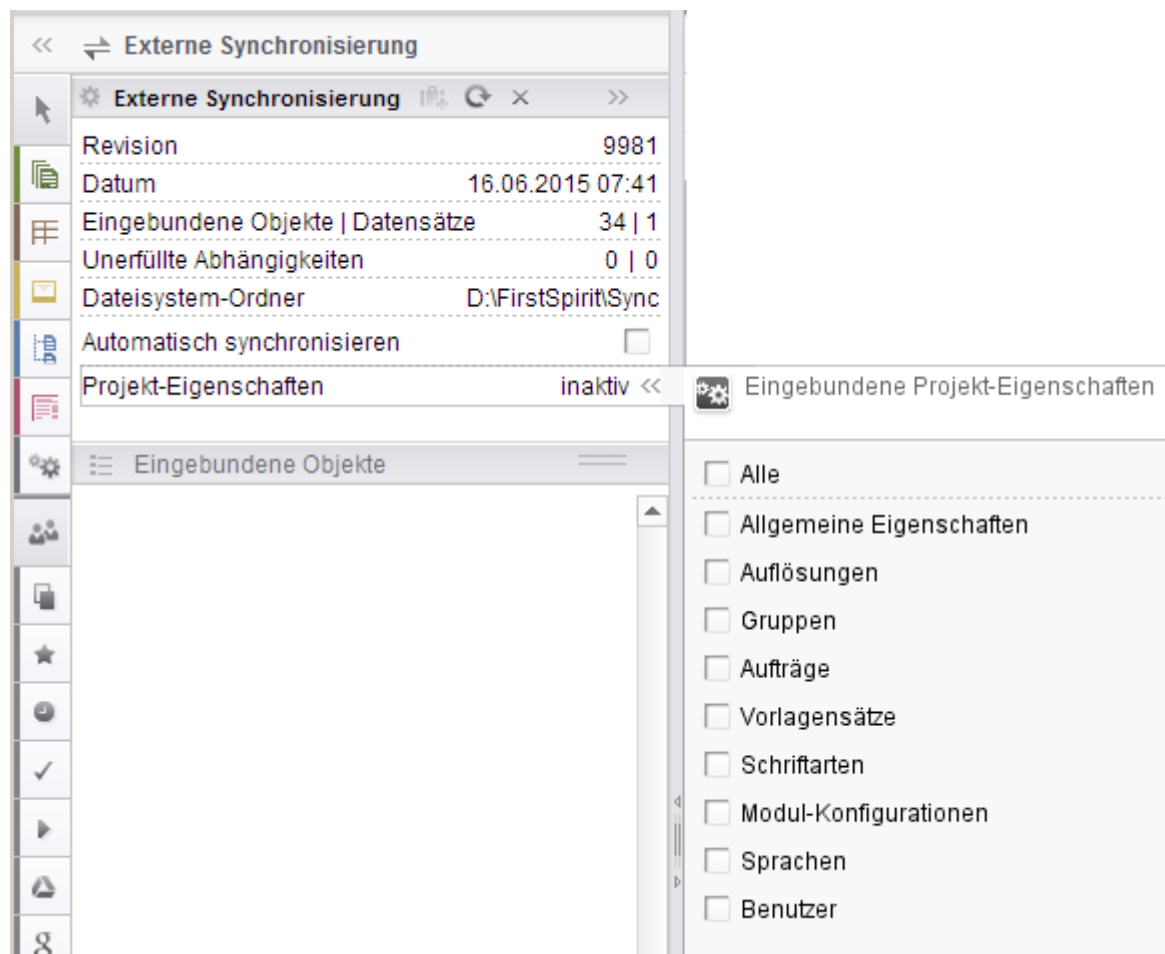 Externe Synchronisierung
Externe Synchronisierung
Revision 9981
Datum 16.06.2015 07:41
Eingebundene Objekte | Datensätze 34 | 1
Unerfüllte Abhängigkeiten 0 | 0
Dateisystem-Ordner D:\FirstSpirit\Sync
Automatisch synchronisieren
Projekt-Eigenschaften inaktiv
Eingebundene Objekte
Eingebundene Projekt-Eigenschaften
Alle
Allgemeine Eigenschaften
Auflösungen
Gruppen
Aufträge
Vorlagensätze
Schriftarten
Modul-Konfigurationen
Sprachen
Benutzer
g